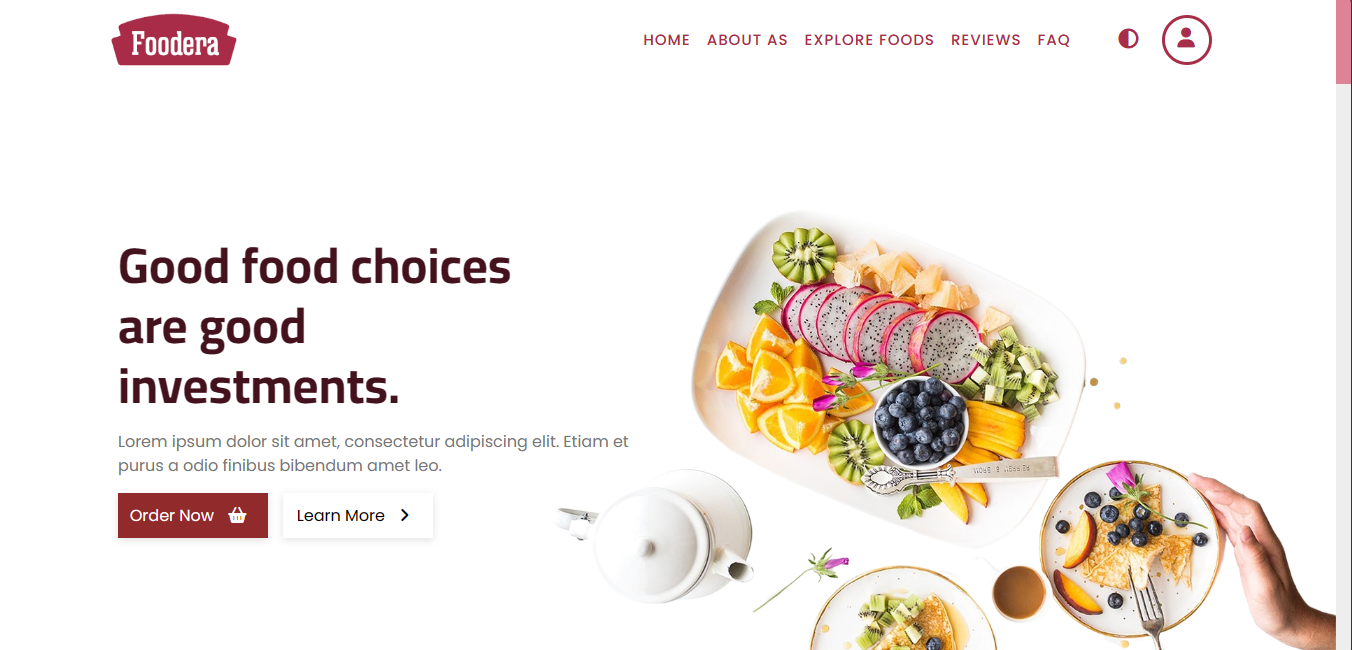 Foodera
HOME ABOUT AS EXPLORE FOODS REVIEWS FAQ
Good food choices
are good
investments.
Lorem ipsum dolor sit amet, consectetur adipiscing elit. Etiam et
purus a odio finibus bibendum amet leo.
Order Now
Learn More